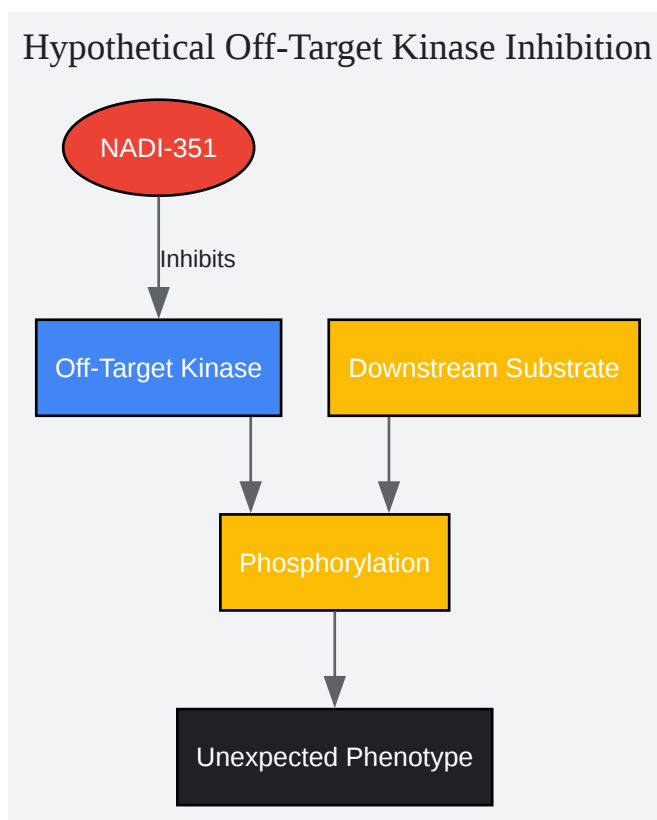 Hypothetical Off-Target Kinase Inhibition
NADI-351
Inhibits
Off-Target Kinase
Downstream Substrate
Phosphorylation
Unexpected Phenotype